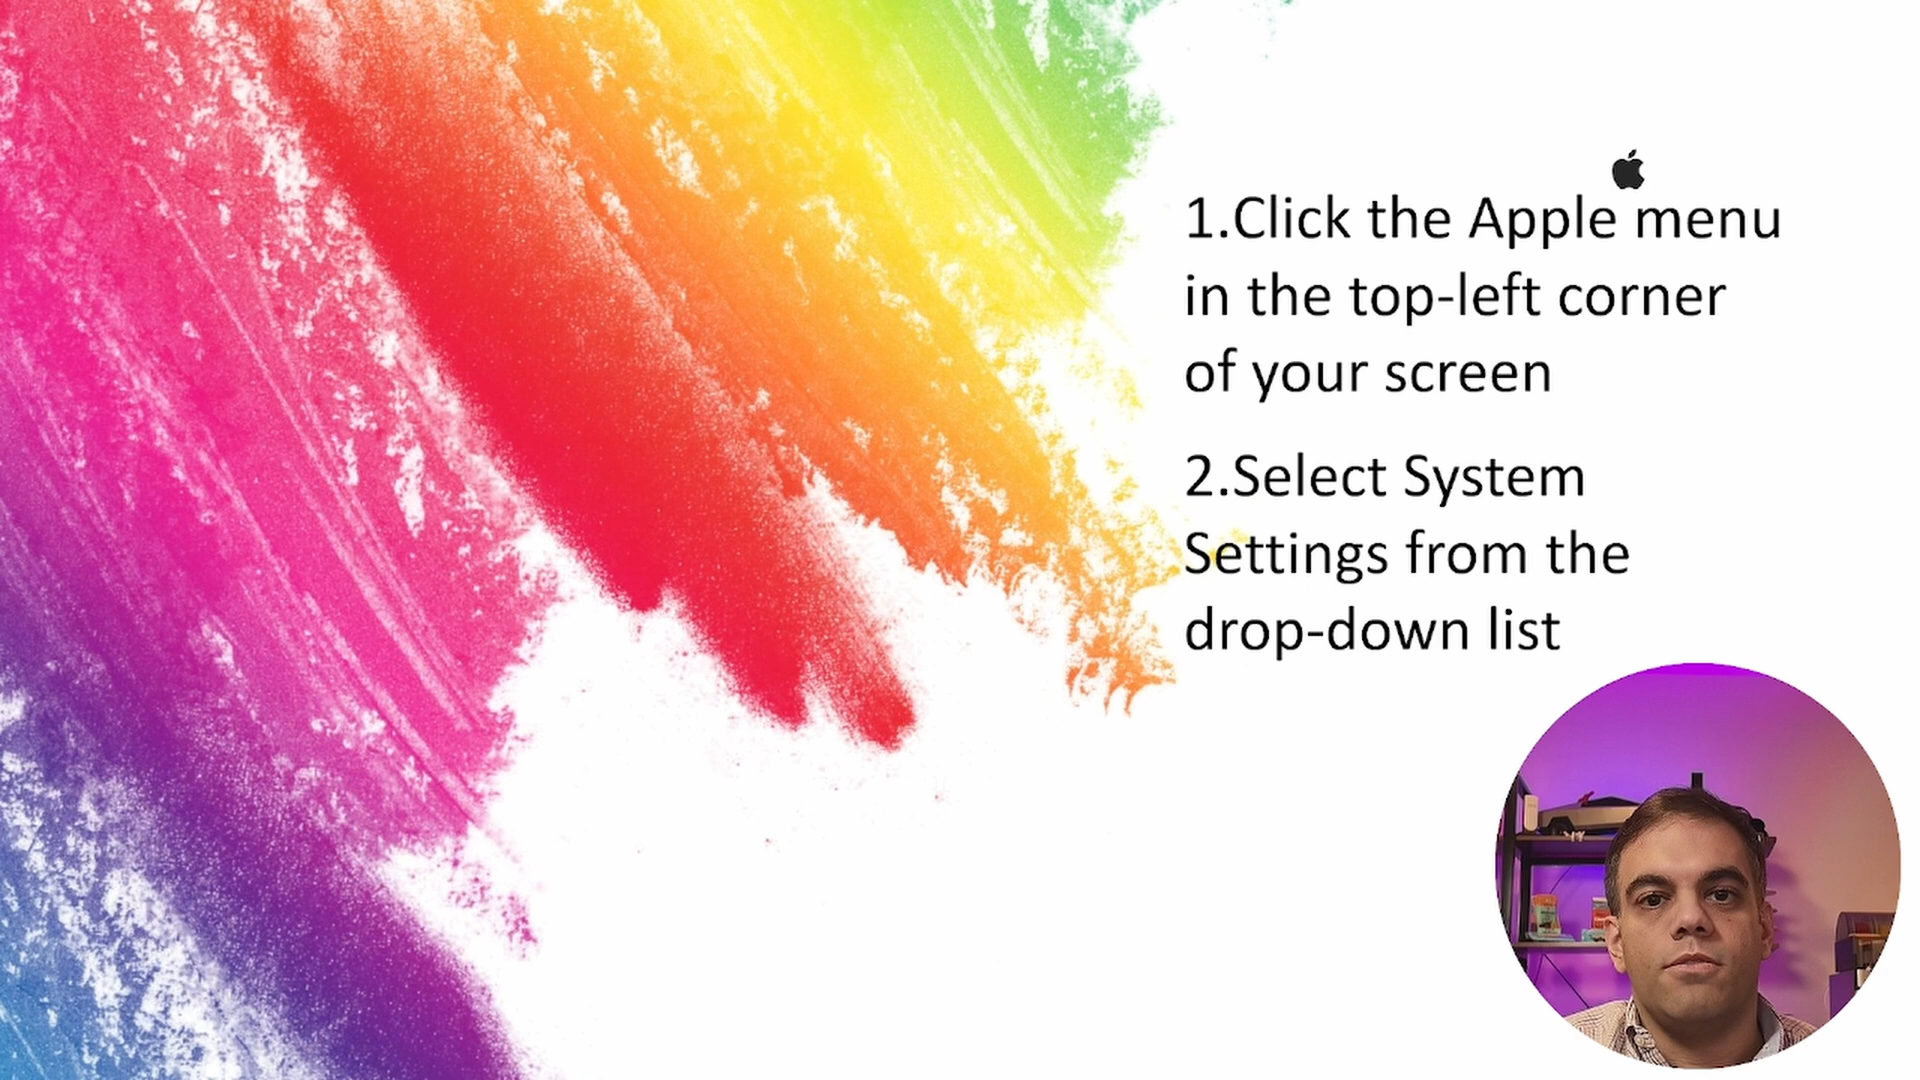 1.Click the Apple menu
in the top-left corner
of your screen
2.Select System
Settings from the
drop-down list